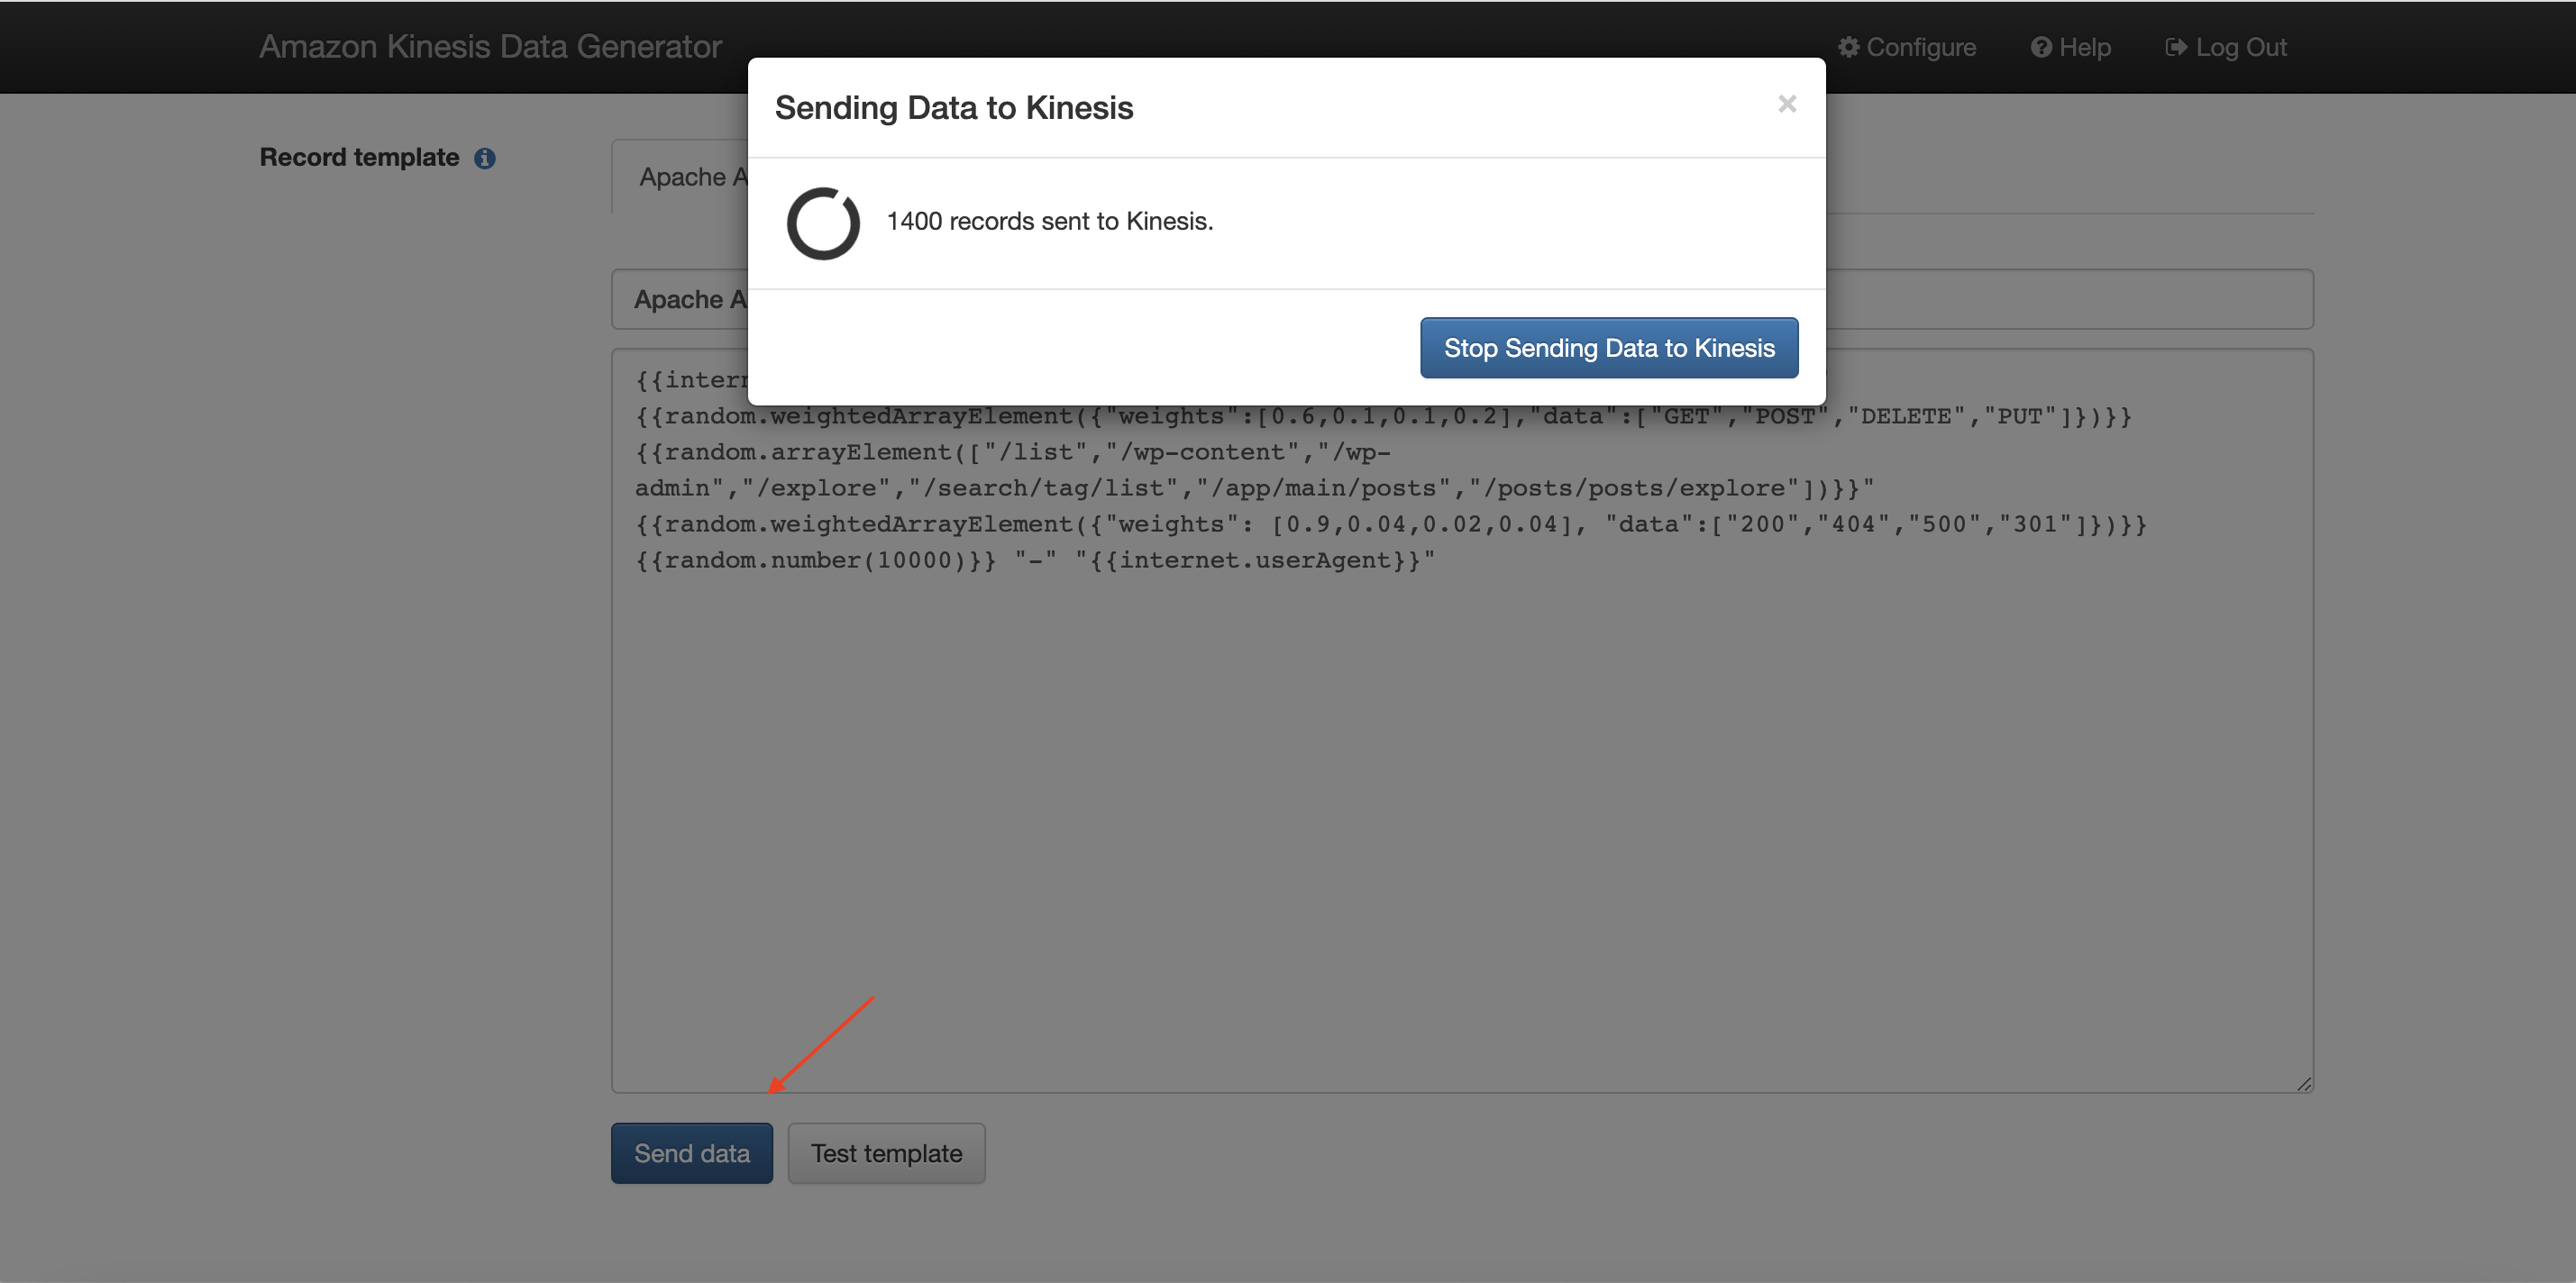 Amazon Kinesis Data Generator
Configure
Help
Log Out
Sending Data to Kinesis
×
1400 records sent to Kinesis.
Stop Sending Data to Kinesis
Record template
Apache
Apache
{{random.weightedArrayElement({"weights":[0.6,0.1,0.1,0.2],"data":["GET","POST","DELETE","PUT"]})}}
{{random.arrayElement(["/list","/wp-content","/wp-
admin","/explore","/search/tag/list","/app/main/posts","/posts/posts/explore"])}}"
{{random.weightedArrayElement({"weights": [0.9,0.04,0.02,0.04], "data":["200","404","500","301"]})}}
{{random.number(10000)}} "-" "{{internet.userAgent}}"
Send data
Test template